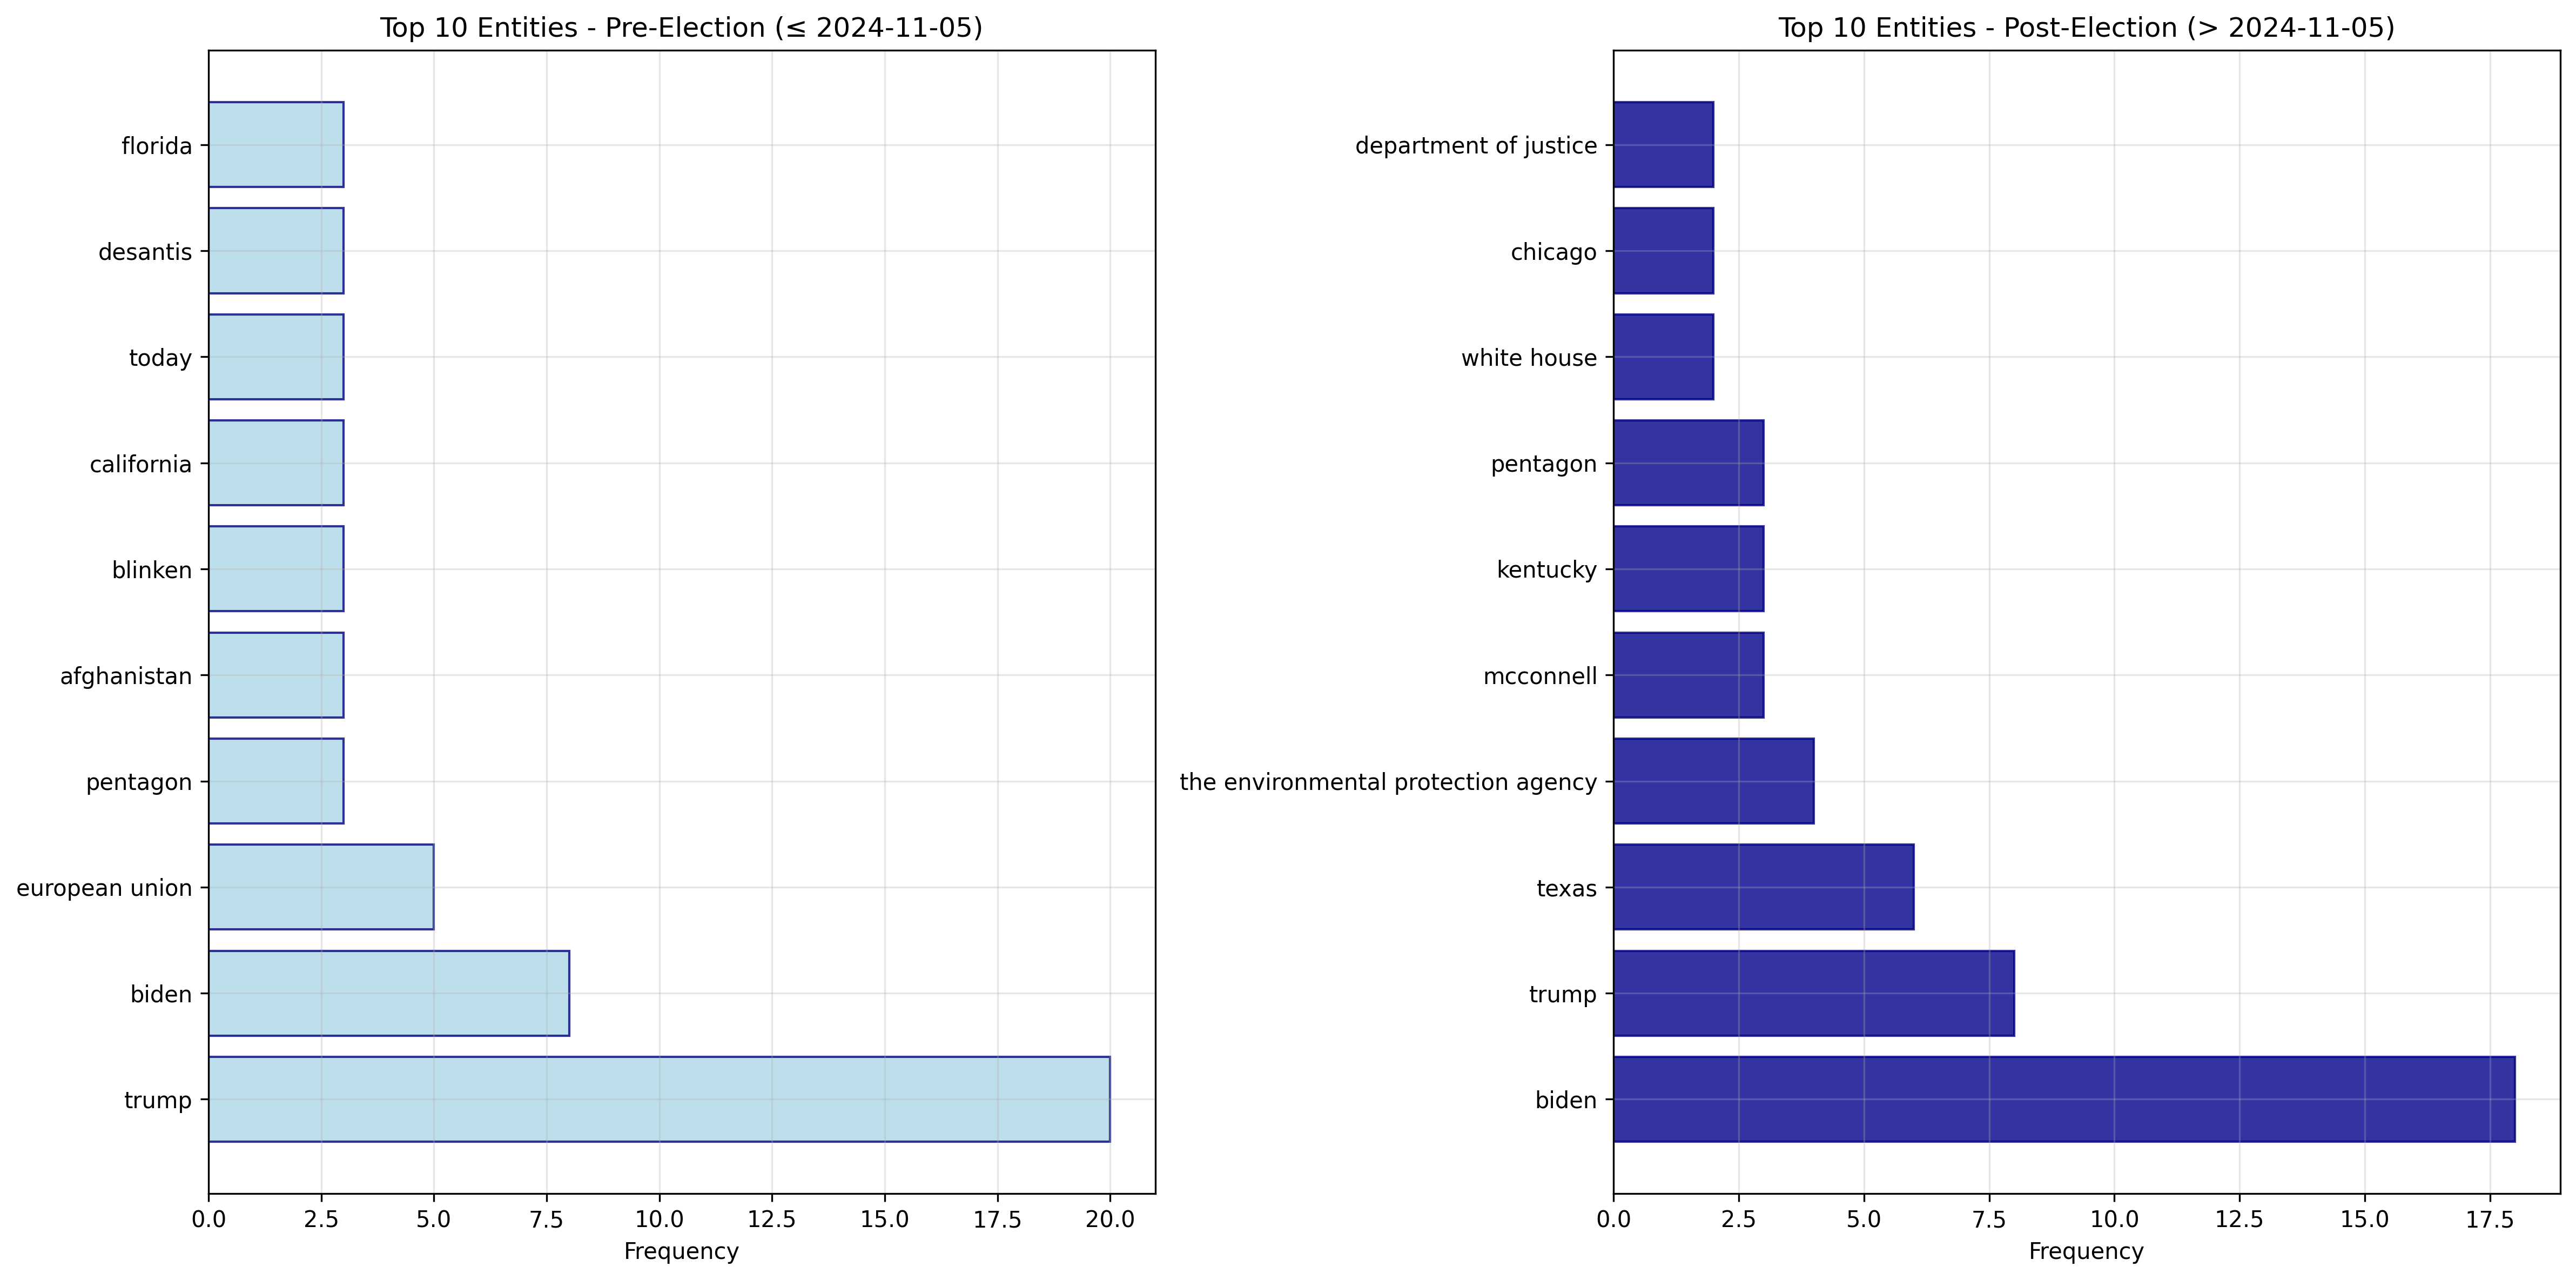 Top 10 Entities - Pre-Election (≤ 2024-11-05)
florida
desantis
today
california
blinken
afghanistan
pentagon
european union
biden
trump
0.0 2.5 5.0 7.5 10.0 12.5 15.0 17.5 20.0
Frequency
Top 10 Entities - Post-Election (> 2024-11-05)
department of justice
chicago
white house
pentagon
kentucky
mcconnell
the environmental protection agency
texas
trump
biden
0.0 2.5 5.0 7.5 10.0 12.5 15.0 17.5
Frequency